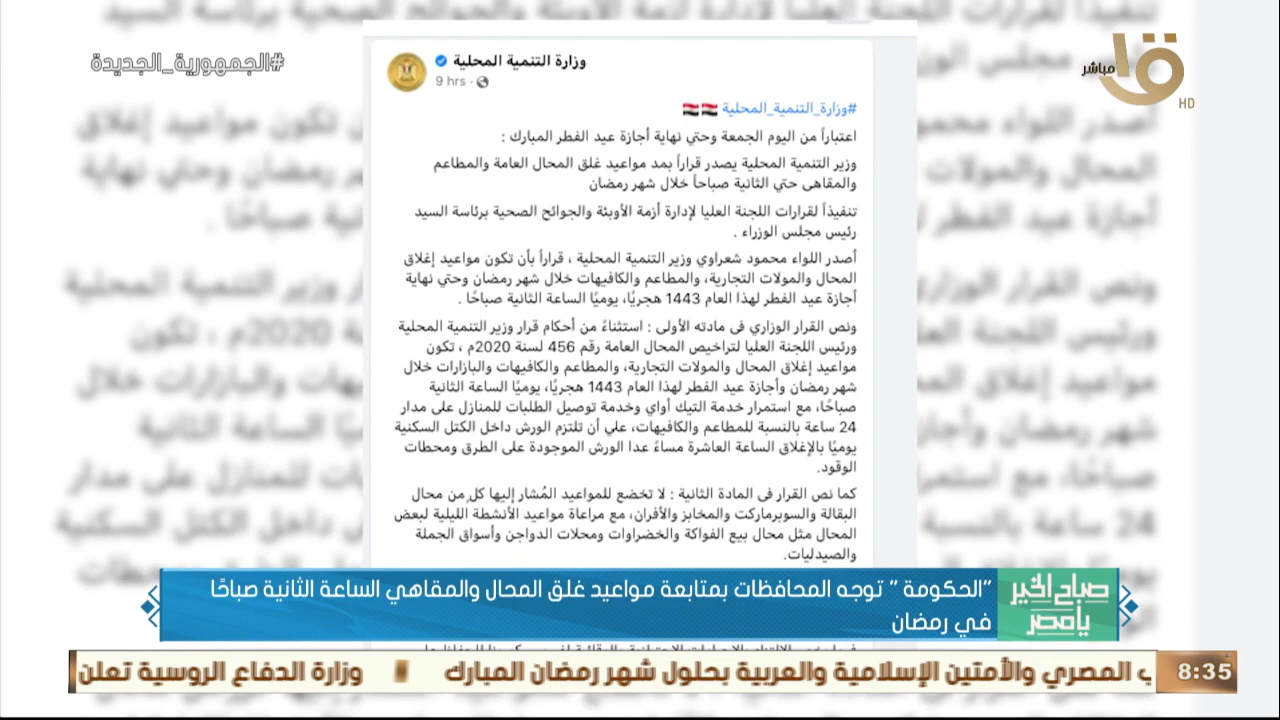 #الجمهورية_الجديدة
مباشر
HD
وزارة التنمية المحلية
9 hrs ·
#وزارة_التنمية_المحلية
اعتباراً من اليوم الجمعة وحتي نهاية أجازة عيد الفطر المبارك :
وزير التنمية المحلية يصدر قراراً بمد مواعيد غلق المحال العامة والمطاعم
والمقاهى حتي الثانية صباحاً خلال شهر رمضان
تنفيذاً لقرارات اللجنة العليا لإدارة أزمة الأوبئة والجوائح الصحية برئاسة السيد
رئيس مجلس الوزراء .
أصدر اللواء محمود شعراوي وزير التنمية المحلية ، قراراً بأن تكون مواعيد إغلاق
المحال والمولات التجارية، والمطاعم والكافيهات خلال شهر رمضان وحتي نهاية
أجازة عيد الفطر لهذا العام 1443 هجريًا، يوميًا الساعة الثانية صباحًا .
ونص القرار الوزاري فى مادته الأولى : استثناءً من أحكام قرار وزير التنمية المحلية
ورئيس اللجنة العليا لتراخيص المحال العامة رقم 456 لسنة 2020م ، تكون
مواعيد إغلاق المحال والمولات التجارية، والمطاعم والكافيهات والبازارات خلال
شهر رمضان وأجازة عيد الفطر لهذا العام 1443 هجريًا، يوميًا الساعة الثانية
صباحًا، مع استمرار خدمة التيك أواي وخدمة توصيل الطلبات للمنازل على مدار
24 ساعة بالنسبة للمطاعم والكافيهات، علي أن تلتزم الورش داخل الكتل السكنية
يوميًا بالإغلاق الساعة العاشرة مساءً عدا الورش الموجودة على الطرق ومحطات
الوقود.
كما نص القرار فى المادة الثانية : لا تخضع للمواعيد المُشار إليها كلٍ من محال
البقالة والسوبرماركت والمخابز والأفران، مع مراعاة مواعيد الأنشطة الليلية لبعض
المحال مثل محال بيع الفواكة والخضراوات ومحلات الدواجن وأسواق الجملة
والصيدليات.
صباح الخير
يا مصر
"الحكومة " توجه المحافظات بمتابعة مواعيد غلق المحال والمقاهي الساعة الثانية صباحًا
في رمضان
8:35
ب المصري والأمتين الإسلامية والعربية بحلول شهر رمضان المبارك
وزارة الدفاع الروسية تعلن